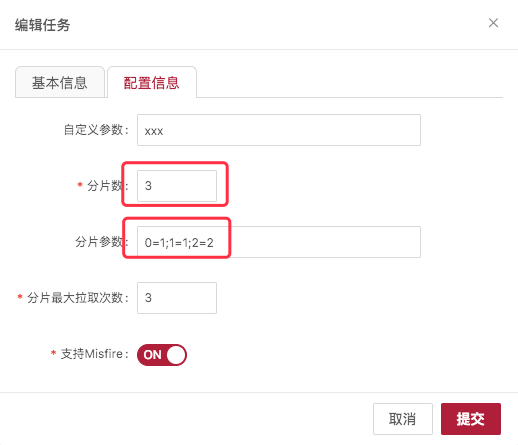 编辑任务
基本信息 配置信息
自定义参数: xxx
* 分片数: 3
分片参数: 0=1;1=1;2=2
* 分片最大拉取次数: 3
* 支持Misfire: ON
取消 提交